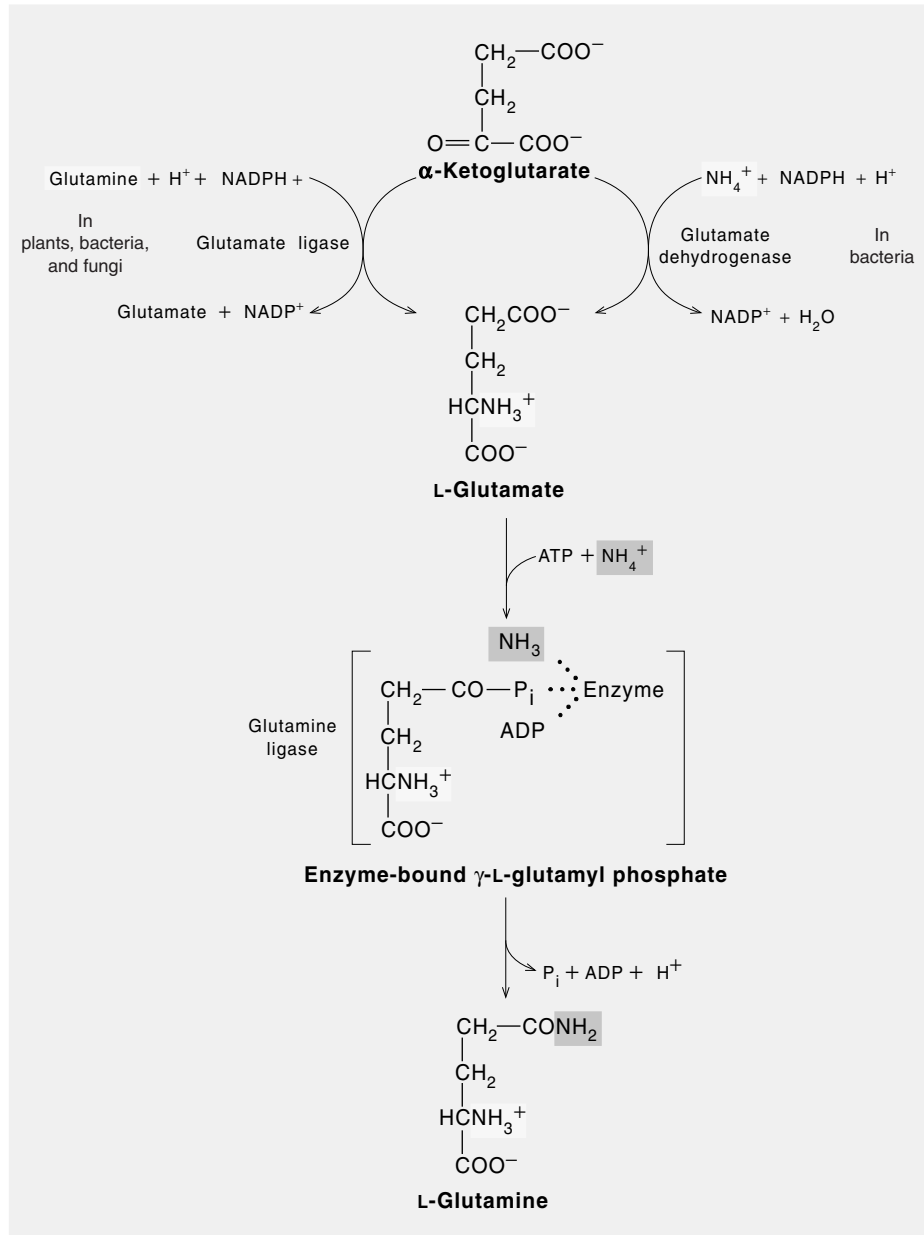 CH₂—COO⁻
CH₂
O=C—COO⁻
α-Ketoglutarate
Glutamine + H⁺ + NADPH +
NH₄⁺ + NADPH + H⁺
In
plants, bacteria,
and fungi
Glutamate ligase
Glutamate
dehydrogenase
In
bacteria
Glutamate + NADP⁺
NADP⁺ + H₂O
CH₂COO⁻
CH₂
HCNH₃⁺
COO⁻
L-Glutamate
ATP + NH₄⁺
NH₃
CH₂—CO—Pᵢ
Enzyme
ADP
Glutamine
ligase
CH₂
HCNH₃⁺
COO⁻
Enzyme-bound γ-L-glutamyl phosphate
Pᵢ + ADP + H⁺
CH₂—CONH₂
CH₂
HCNH₃⁺
COO⁻
L-Glutamine